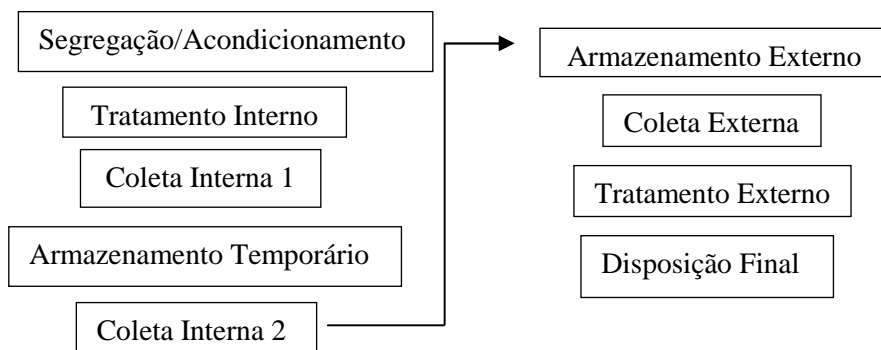 Segregação/Acondicionamento
Tratamento Interno
Coleta Interna 1
Armazenamento Temporário
Coleta Interna 2
Armazenamento Externo
Coleta Externa
Tratamento Externo
Disposição Final